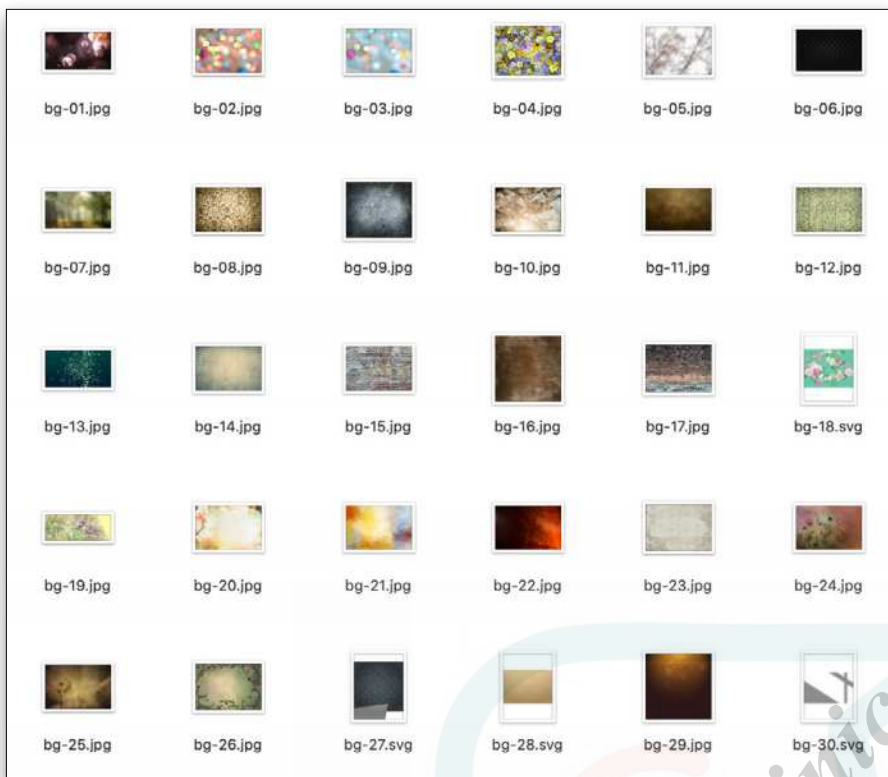 bg-01.jpg bg-02.jpg bg-03.jpg bg-04.jpg bg-05.jpg bg-06.jpg
bg-07.jpg bg-08.jpg bg-09.jpg bg-10.jpg bg-11.jpg bg-12.jpg
bg-13.jpg bg-14.jpg bg-15.jpg bg-16.jpg bg-17.jpg bg-18.svg
bg-19.jpg bg-20.jpg bg-21.jpg bg-22.jpg bg-23.jpg bg-24.jpg
bg-25.jpg bg-26.jpg bg-27.svg bg-28.svg bg-29.jpg bg-30.svg